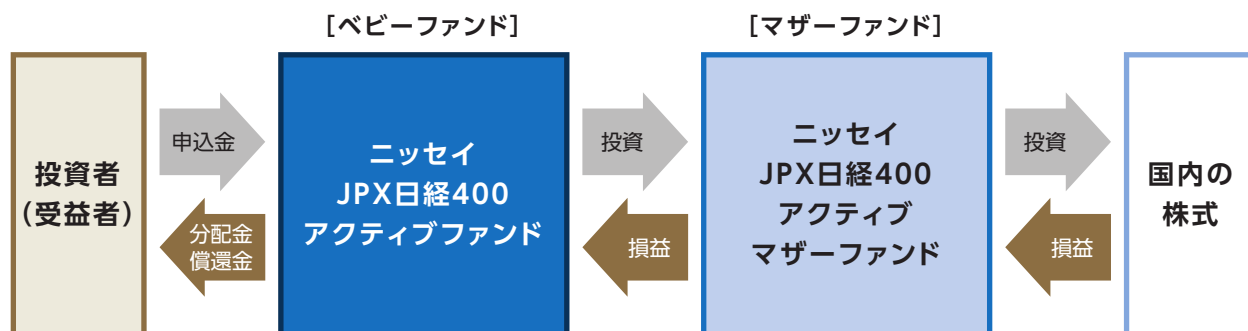 ［ベビーファンド］
［マザーファンド］
投資者
（受益者）
申込金
分配金
償還金
ニッセイ
JPX日経400
アクティブファンド
投資
損益
ニッセイ
JPX日経400
アクティブ
マザーファンド
投資
損益
国内の
株式